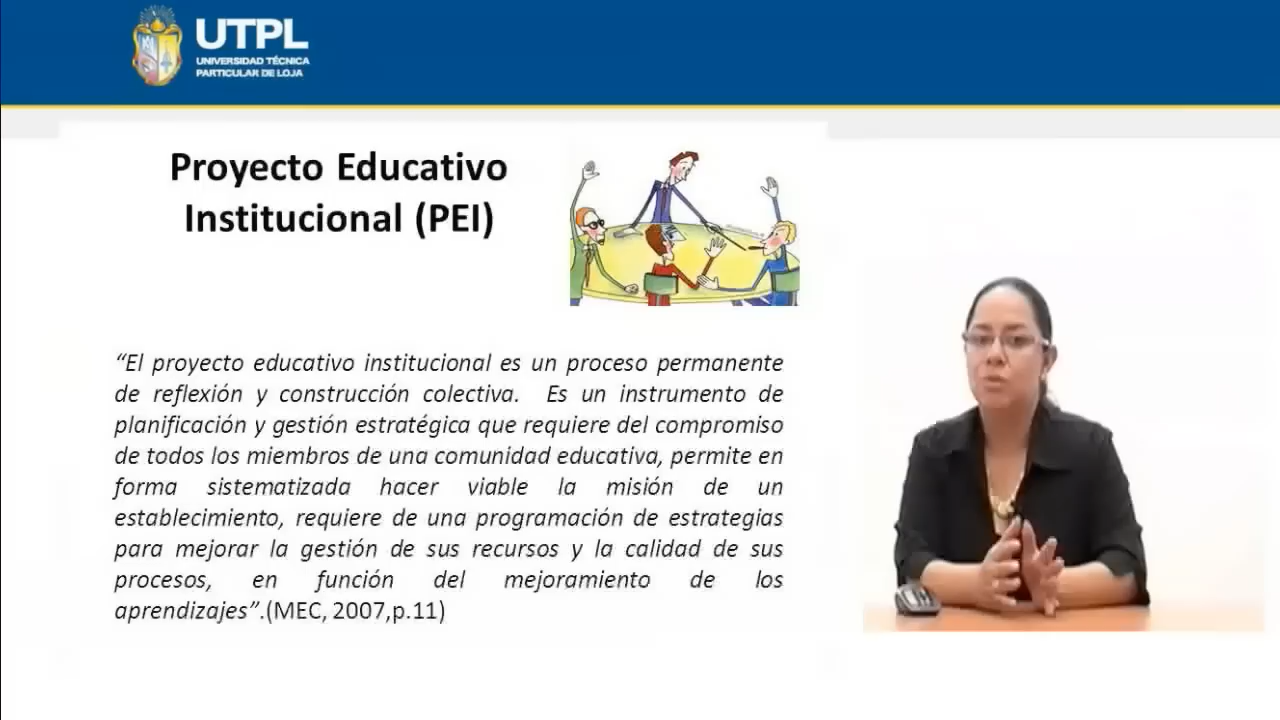 UTPL
UNIVERSIDAD TÉCNICA
PARTICULAR DE LOJA
Proyecto Educativo
Institucional (PEI)
“El proyecto educativo institucional es un proceso permanente
de reflexión y construcción colectiva. Es un instrumento de
planificación y gestión estratégica que requiere del compromiso
de todos los miembros de una comunidad educativa, permite en
forma sistematizada hacer viable la misión de un
establecimiento, requiere de una programación de estrategias
para mejorar la gestión de sus recursos y la calidad de sus
procesos, en función del mejoramiento de los
aprendizajes”.(MEC, 2007,p.11)